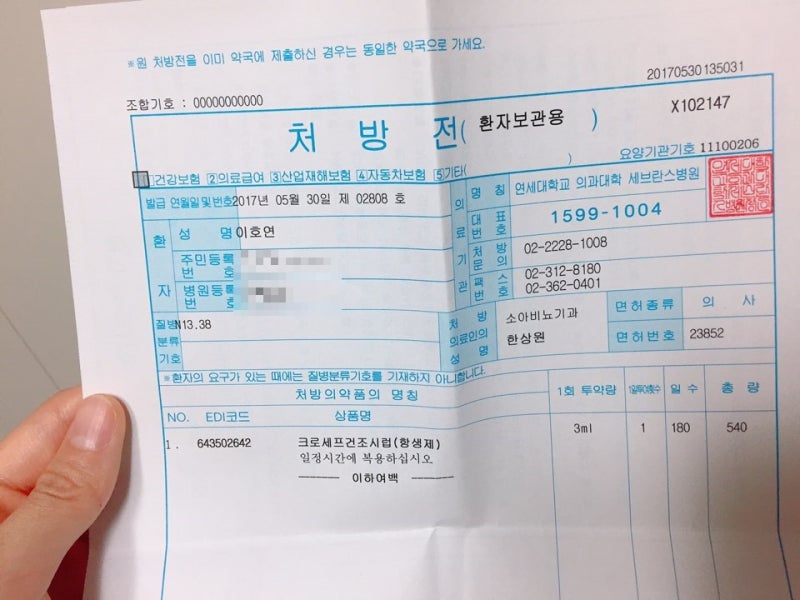 ※원 처방전을 이미 약국에 제출하신 경우는 동일한 약국으로 가세요.
20170530135031
조합기호 : 00000000000
X102147
처 방 전( 환자보관용 )
요양기관기호 11100206
1건강보험 2의료급여 3산업재해보험 4자동차보험 5기타( )
발급 연월일 및 번호 2017년 05월 30일 제 02808 호
의료기관
명 칭 연세대학교 의과대학 세브란스병원
대표번호 1599-1004
처방문의 02-2228-1008
팩스번호 02-312-8180
02-362-0401
환자
성 명 이호연
주민등록번호
병원등록번호
질병분류기호 N13.38
처방의료인의 성명 소아비뇨기과
한상원
면허종류 의 사
면허번호 23852
※환자의 요구가 있는 때에는 질병분류기호를 기재하지 아니합니다.
처방의약품의 명칭 1회 투약량 일 수 총 량
NO. EDI코드 상품명
1. 643502642 크로세프건조시럽(항생제) 3ml 1 180 540
일정시간에 복용하십시오
이하여백